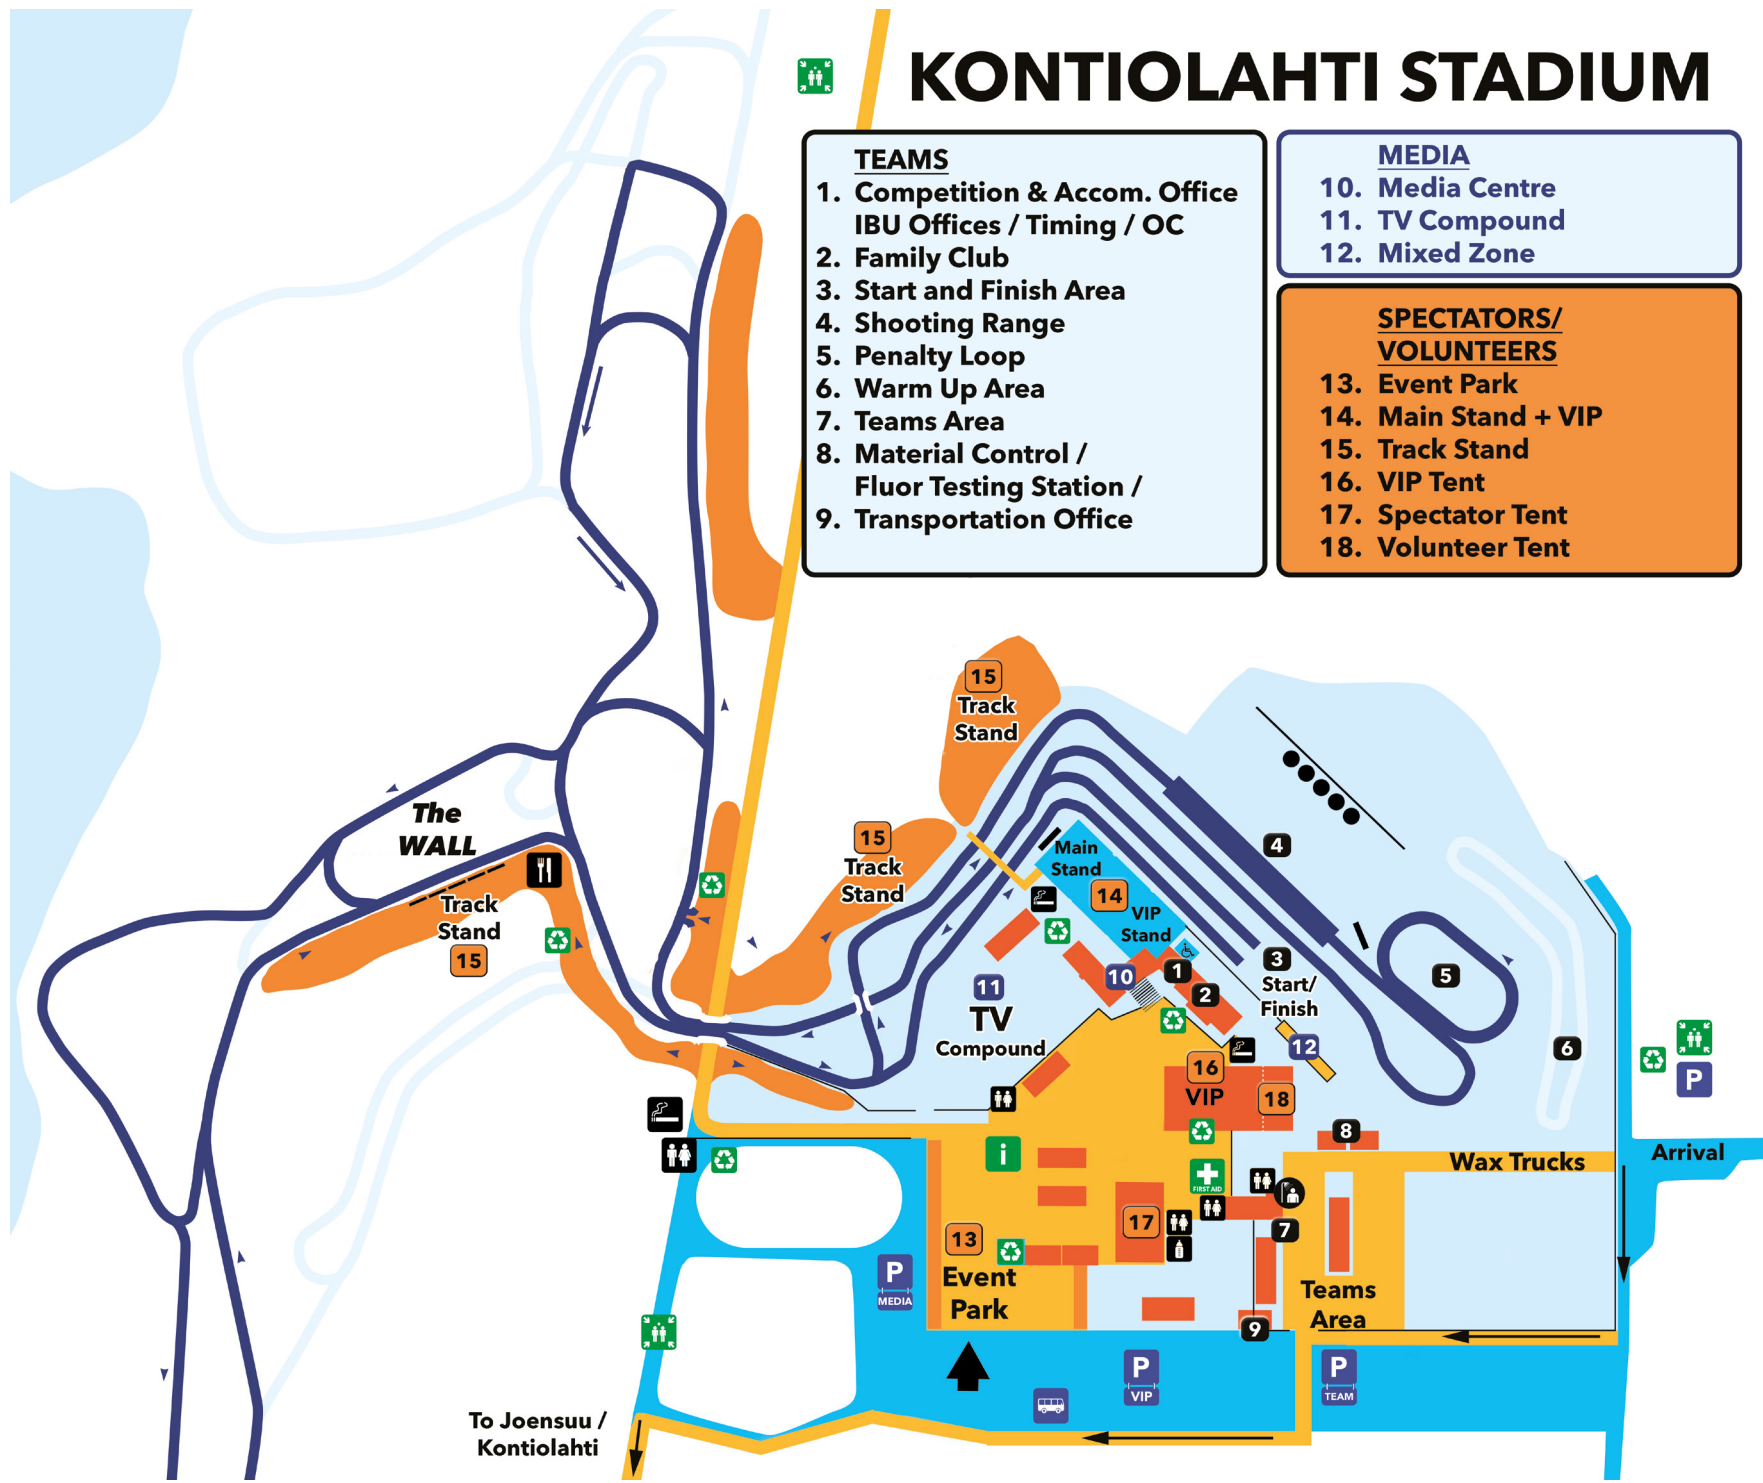 KONTIOLAHTI STADIUM
TEAMS
1. Competition & Accom. Office
IBU Offices / Timing / OC
2. Family Club
3. Start and Finish Area
4. Shooting Range
5. Penalty Loop
6. Warm Up Area
7. Teams Area
8. Material Control /
Fluor Testing Station /
9. Transportation Office
MEDIA
10. Media Centre
11. TV Compound
12. Mixed Zone
SPECTATORS/
VOLUNTEERS
13. Event Park
14. Main Stand + VIP
15. Track Stand
16. VIP Tent
17. Spectator Tent
18. Volunteer Tent
15
Track
Stand
15
Track
Stand
The
WALL
Track
Stand
15
Main
Stand
14
VIP
Stand
4
3
Start/
Finish
5
6
10
1
2
11
TV
Compound
12
16
VIP
18
8
Wax Trucks
Arrival
P
i
FIRST AID
17
7
13
Event
Park
P
MEDIA
Teams
Area
9
P
VIP
P
TEAM
To Joensuu /
Kontiolahti